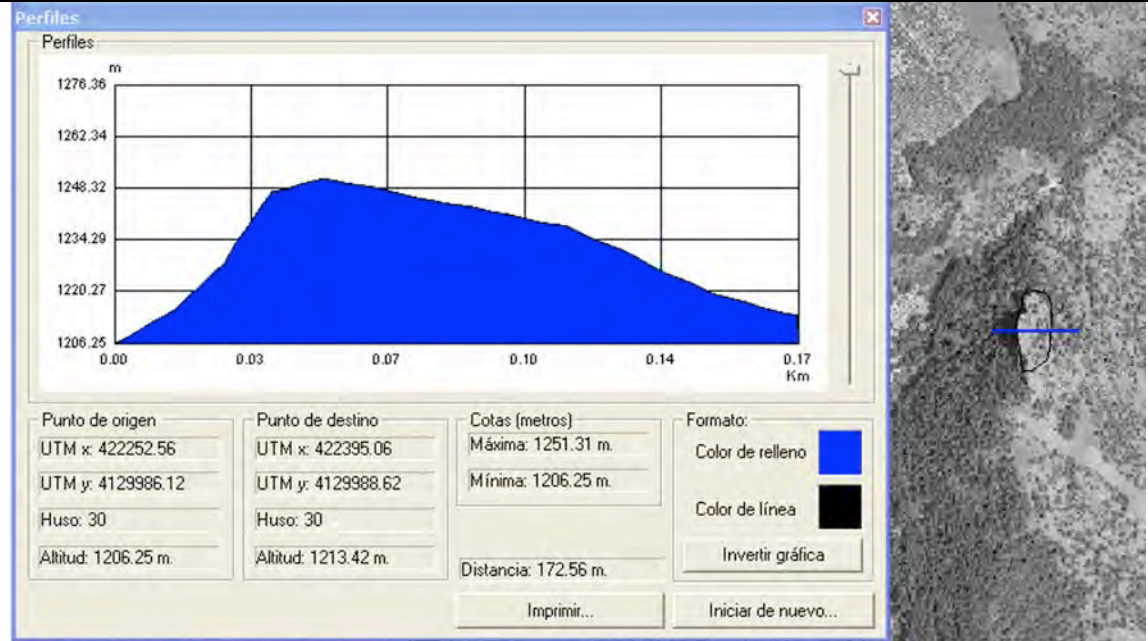 Perfiles
Perfiles
m
1276.36
1262.34
1248.32
1234.29
1220.27
1206.25
0.00 0.03 0.07 0.10 0.14 0.17
Km
Punto de origen
UTM x: 422252.56
UTM y: 4129986.12
Huso: 30
Altitud: 1206.25 m.
Punto de destino
UTM x: 422395.06
UTM y: 4129988.62
Huso: 30
Altitud: 1213.42 m.
Cotas (metros)
Máxima: 1251.31 m.
Mínima: 1206.25 m.
Distancia: 172.56 m.
Formato:
Color de relleno
Color de línea
Invertir gráfica
Imprimir...
Iniciar de nuevo...